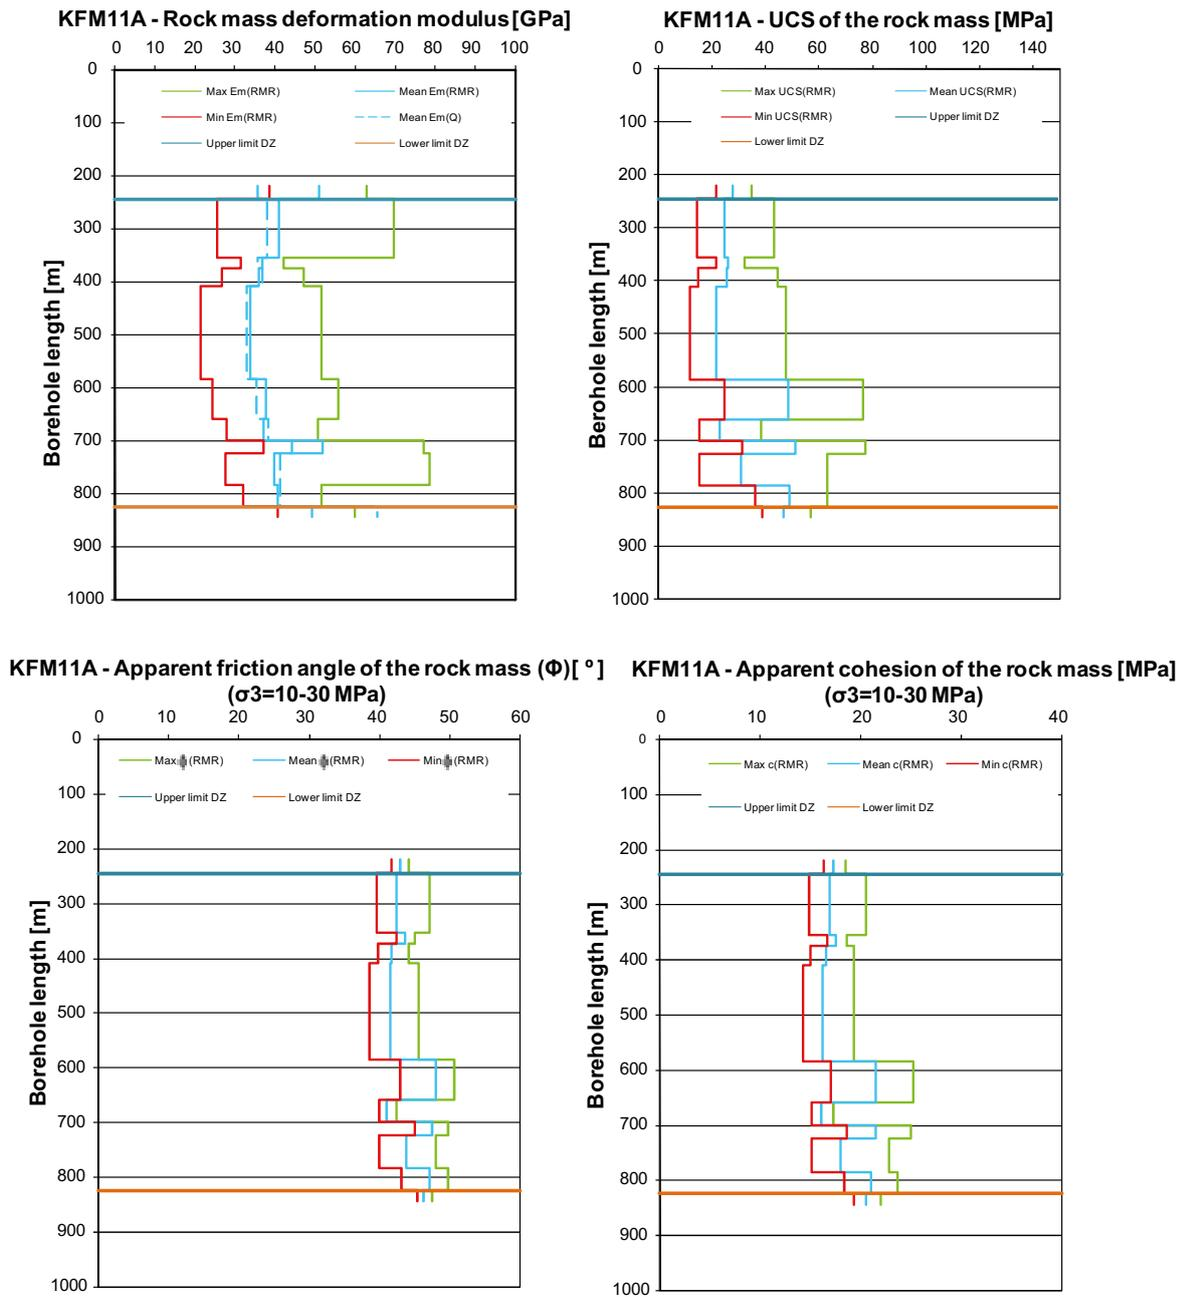 KFM11A - Rock mass deformation modulus [GPa]
0 10 20 30 40 50 60 70 80 90 100
0
100
200
300
400
500
600
700
800
900
1000
Borehole length [m]
Max Em(RMR) Mean Em(RMR)
Min Em(RMR) Mean Em(Q)
Upper limit DZ Lower limit DZ
KFM11A - UCS of the rock mass [MPa]
0 20 40 60 80 100 120 140
0
100
200
300
400
500
600
700
800
900
1000
Berohole length [m]
Max UCS(RMR) Mean UCS(RMR)
Min UCS(RMR) Upper limit DZ
Lower limit DZ
KFM11A - Apparent friction angle of the rock mass (Φ)[ º ]
(σ3=10-30 MPa)
0 10 20 30 40 50 60
0
100
200
300
400
500
600
700
800
900
1000
Borehole length [m]
Max (RMR) Mean (RMR) Min (RMR)
Upper limit DZ Lower limit DZ
KFM11A - Apparent cohesion of the rock mass [MPa]
(σ3=10-30 MPa)
0 10 20 30 40
0
100
200
300
400
500
600
700
800
900
1000
Borehole length [m]
Max c(RMR) Mean c(RMR) Min c(RMR)
Upper limit DZ Lower limit DZ